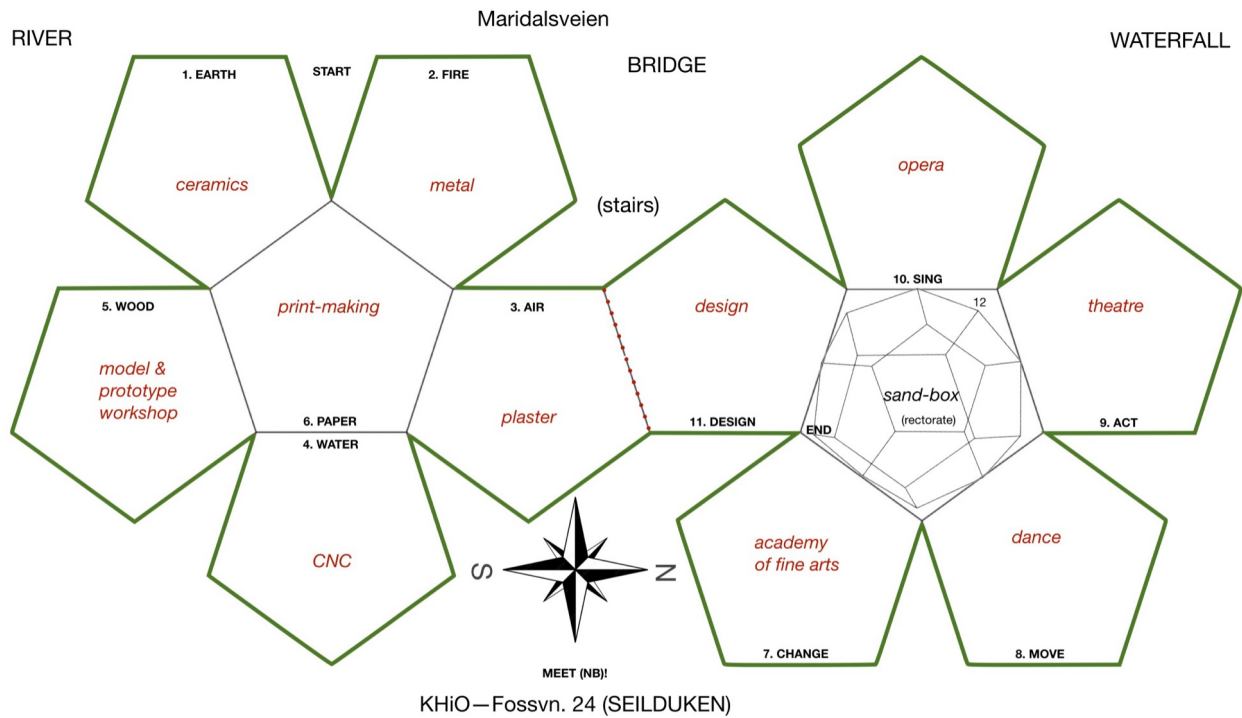 Maridalsveien
RIVER
WATERFALL
BRIDGE
1. EARTH
START
2. FIRE
ceramics
metal
opera
(stairs)
10. SING
12
5. WOOD
print-making
3. AIR
design
theatre
model &
prototype
workshop
plaster
sand-box
(rectorate)
6. PAPER
4. WATER
11. DESIGN
END
9. ACT
CNC
S
N
academy
of fine arts
dance
7. CHANGE
8. MOVE
MEET (NB)!
KHiO—Fossvn. 24 (SEILDUKEN)